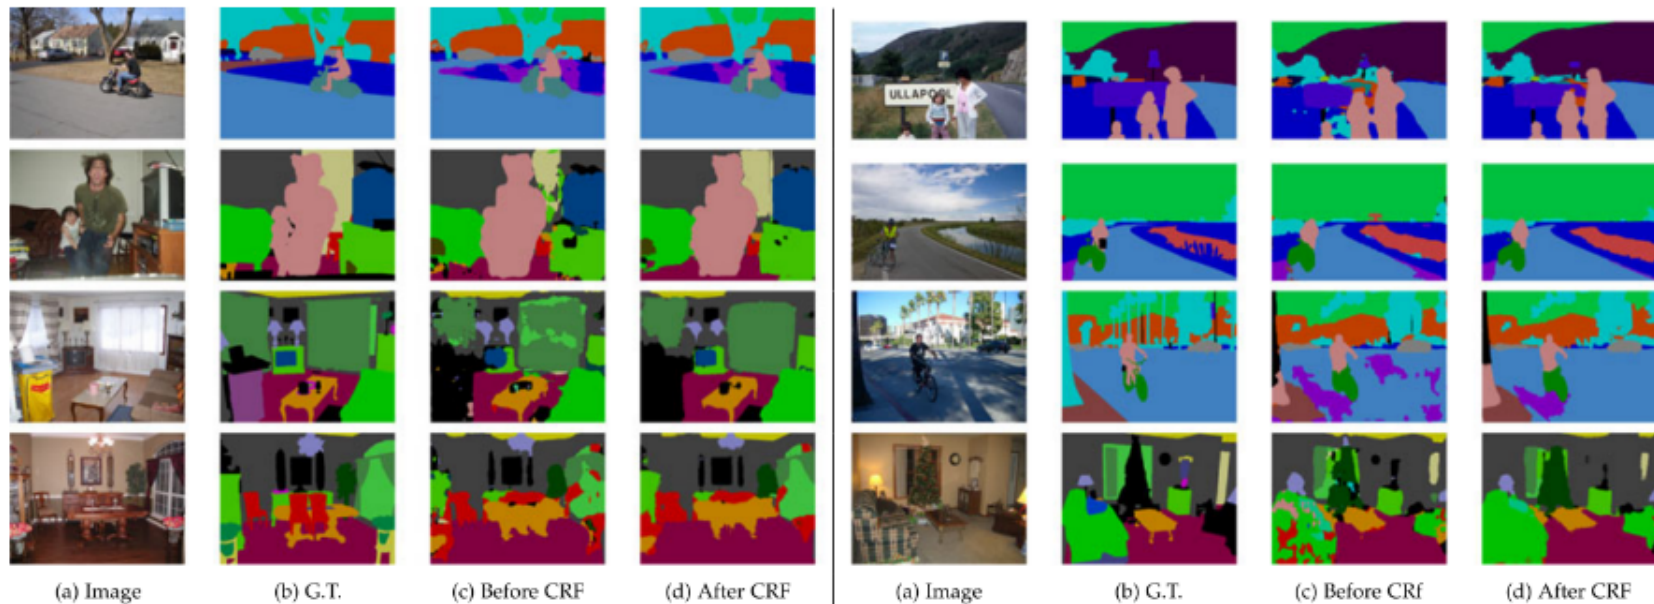 ULLAPOOL
(a) Image (b) G.T. (c) Before CRF (d) After CRF (a) Image (b) G.T. (c) Before CRf (d) After CRF